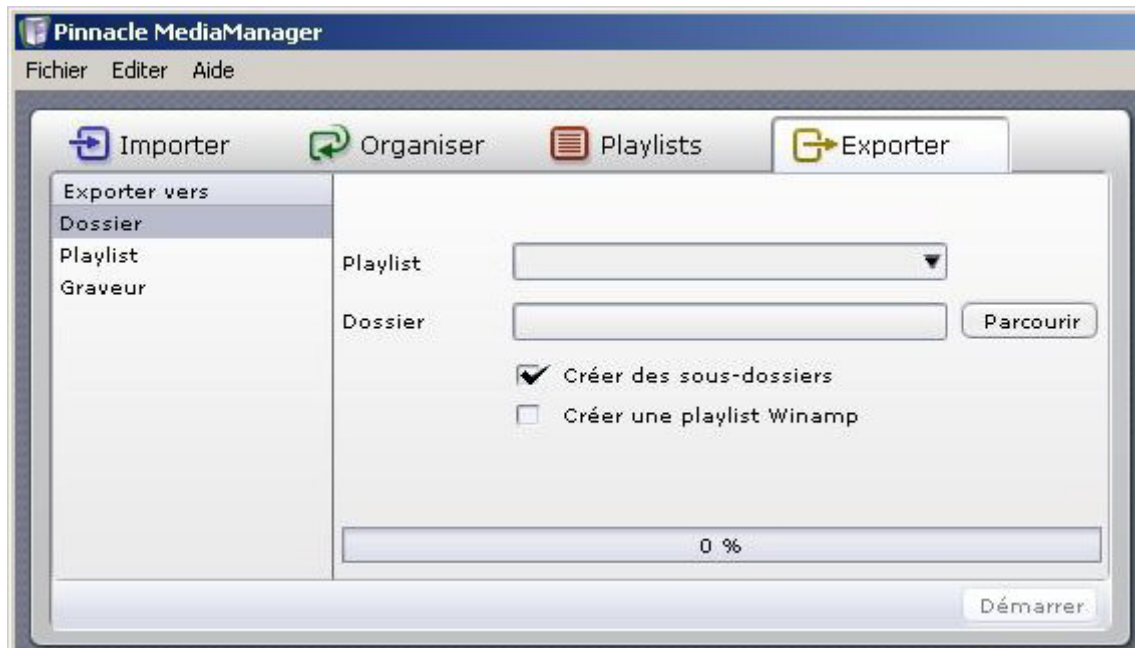 Pinnacle MediaManager
Fichier Editer Aide
Importer Organiser Playlists Exporter
Exporter vers
Dossier
Playlist
Graveur
Playlist
Dossier Parcourir
Créer des sous-dossiers
Créer une playlist Winamp
0 %
Démarrer